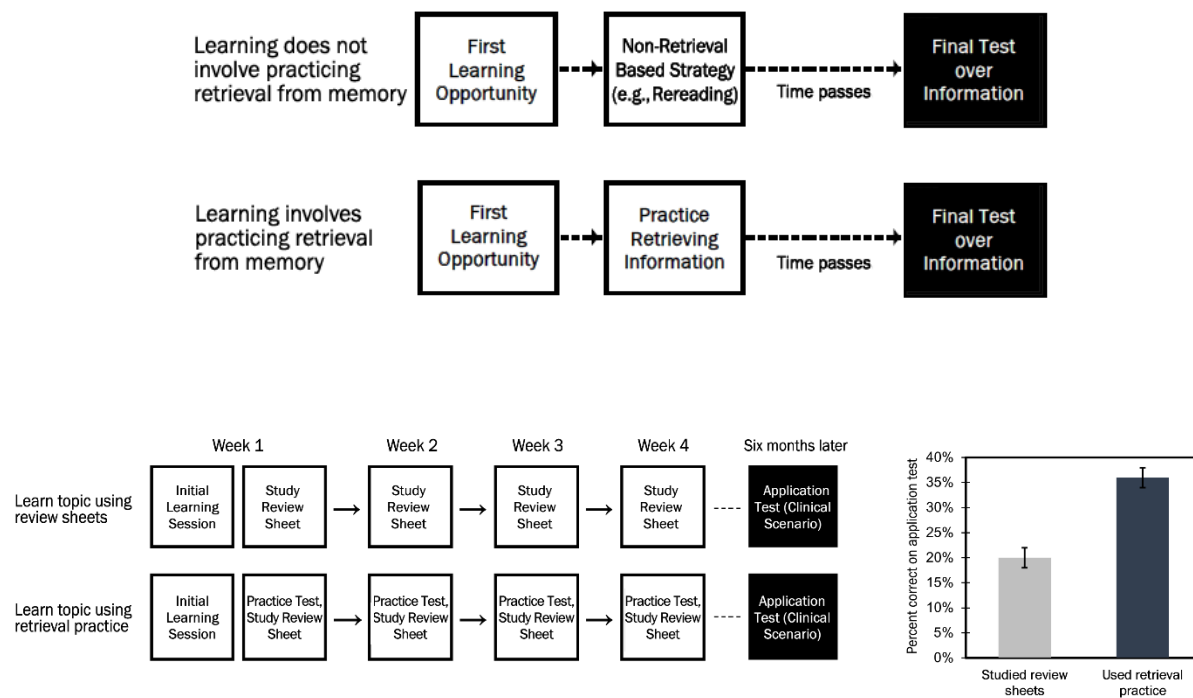 Learning does not
involve practicing
retrieval from memory
First
Learning
Opportunity
Non-Retrieval
Based Strategy
(e.g., Rereading)
Time passes
Final Test
over
Information
Learning involves
practicing retrieval
from memory
First
Learning
Opportunity
Practice
Retrieving
Information
Time passes
Final Test
over
Information
Week 1
Week 2
Week 3
Week 4
Six months later
Learn topic using
review sheets
Initial
Learning
Session
Study
Review
Sheet
Study
Review
Sheet
Study
Review
Sheet
Study
Review
Sheet
Application
Test (Clinical
Scenario)
Learn topic using
retrieval practice
Initial
Learning
Session
Practice Test,
Study Review
Sheet
Practice Test,
Study Review
Sheet
Practice Test,
Study Review
Sheet
Practice Test,
Study Review
Sheet
Application
Test (Clinical
Scenario)
Percent correct on application test
40%
35%
30%
25%
20%
15%
10%
5%
0%
Studied review
sheets
Used retrieval
practice